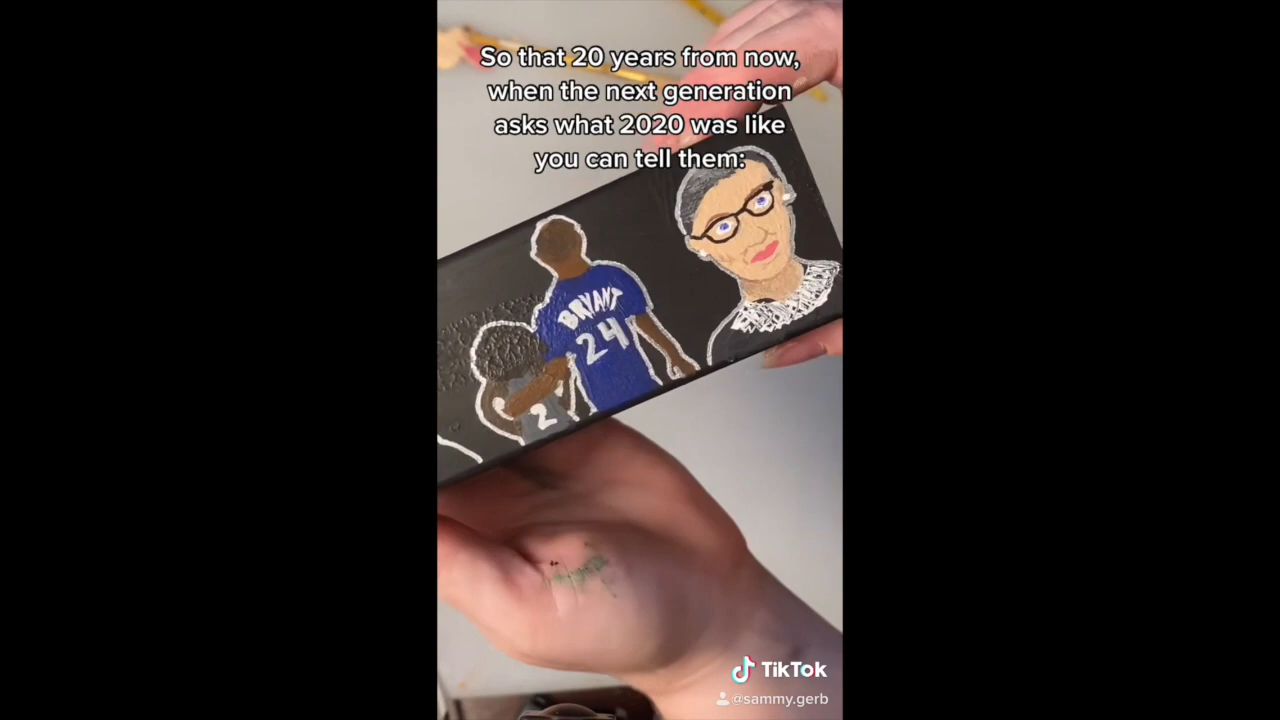 So that 20 years from now,
when the next generation
asks what 2020 was like
you can tell them:
BRYANT
24
2
TikTok
@sammy.gerb